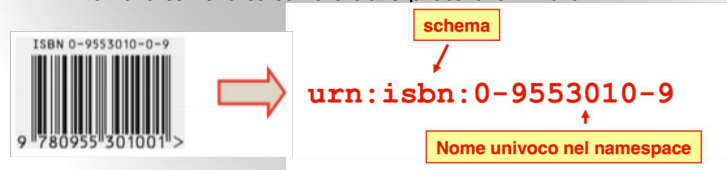 schema
ISBN 0-9553010-0-9
urn:isbn:0-9553010-9
9 780955 301001 >
Nome univoco nel namespace